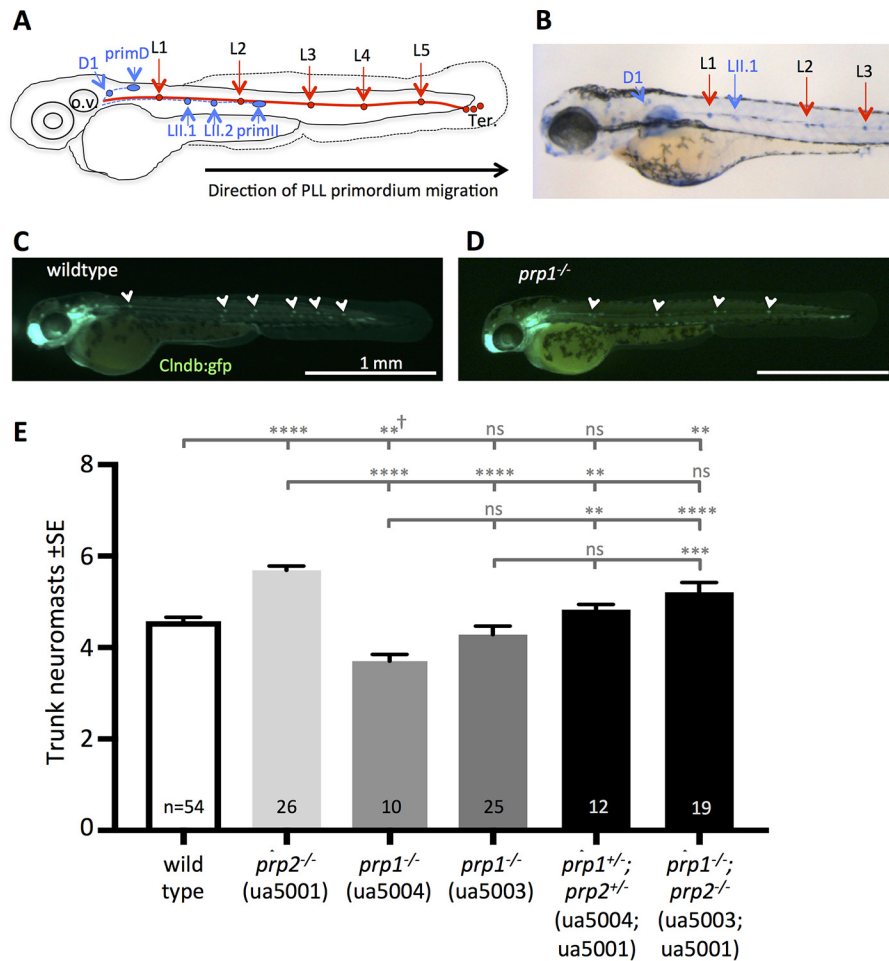 A
D1 primD L1 L2 L3 L4 L5
o.v.
LII.1 LII.2 primII Ter.
Direction of PLL primordium migration
B
D1 L1 LII.1 L2 L3
C
wildtype
Clndb:gfp
1 mm
D
prp1-/-
E
**** **† ns ns **
**** **** ** ns
ns ** ****
ns ***
Trunk neuromasts ±SE
8
6
4
2
0
n=54 26 10 25 12 19
wild type
prp2-/- (ua5001)
prp1-/- (ua5004)
prp1-/- (ua5003)
prp1+/-; prp2+/- (ua5004; ua5001)
prp1-/-; prp2-/- (ua5003; ua5001)